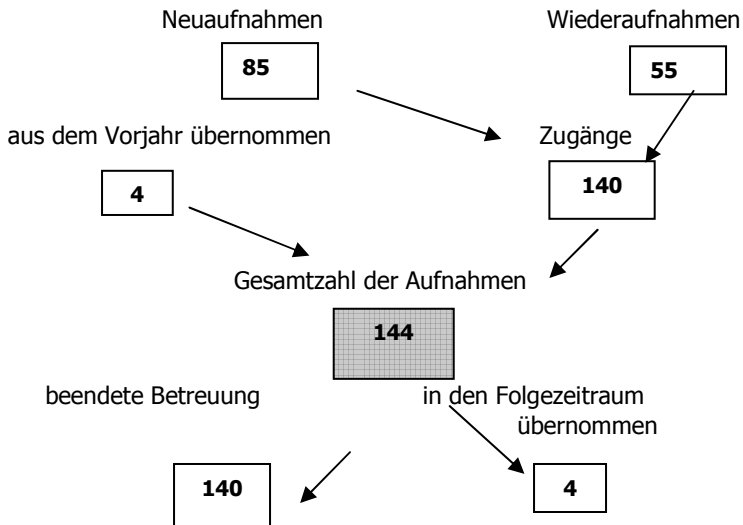 Neuaufnahmen Wiederaufnahmen
85 55
aus dem Vorjahr übernommen Zugänge
4 140
Gesamtzahl der Aufnahmen
144
beendete Betreuung in den Folgezeitraum
übernommen
140 4